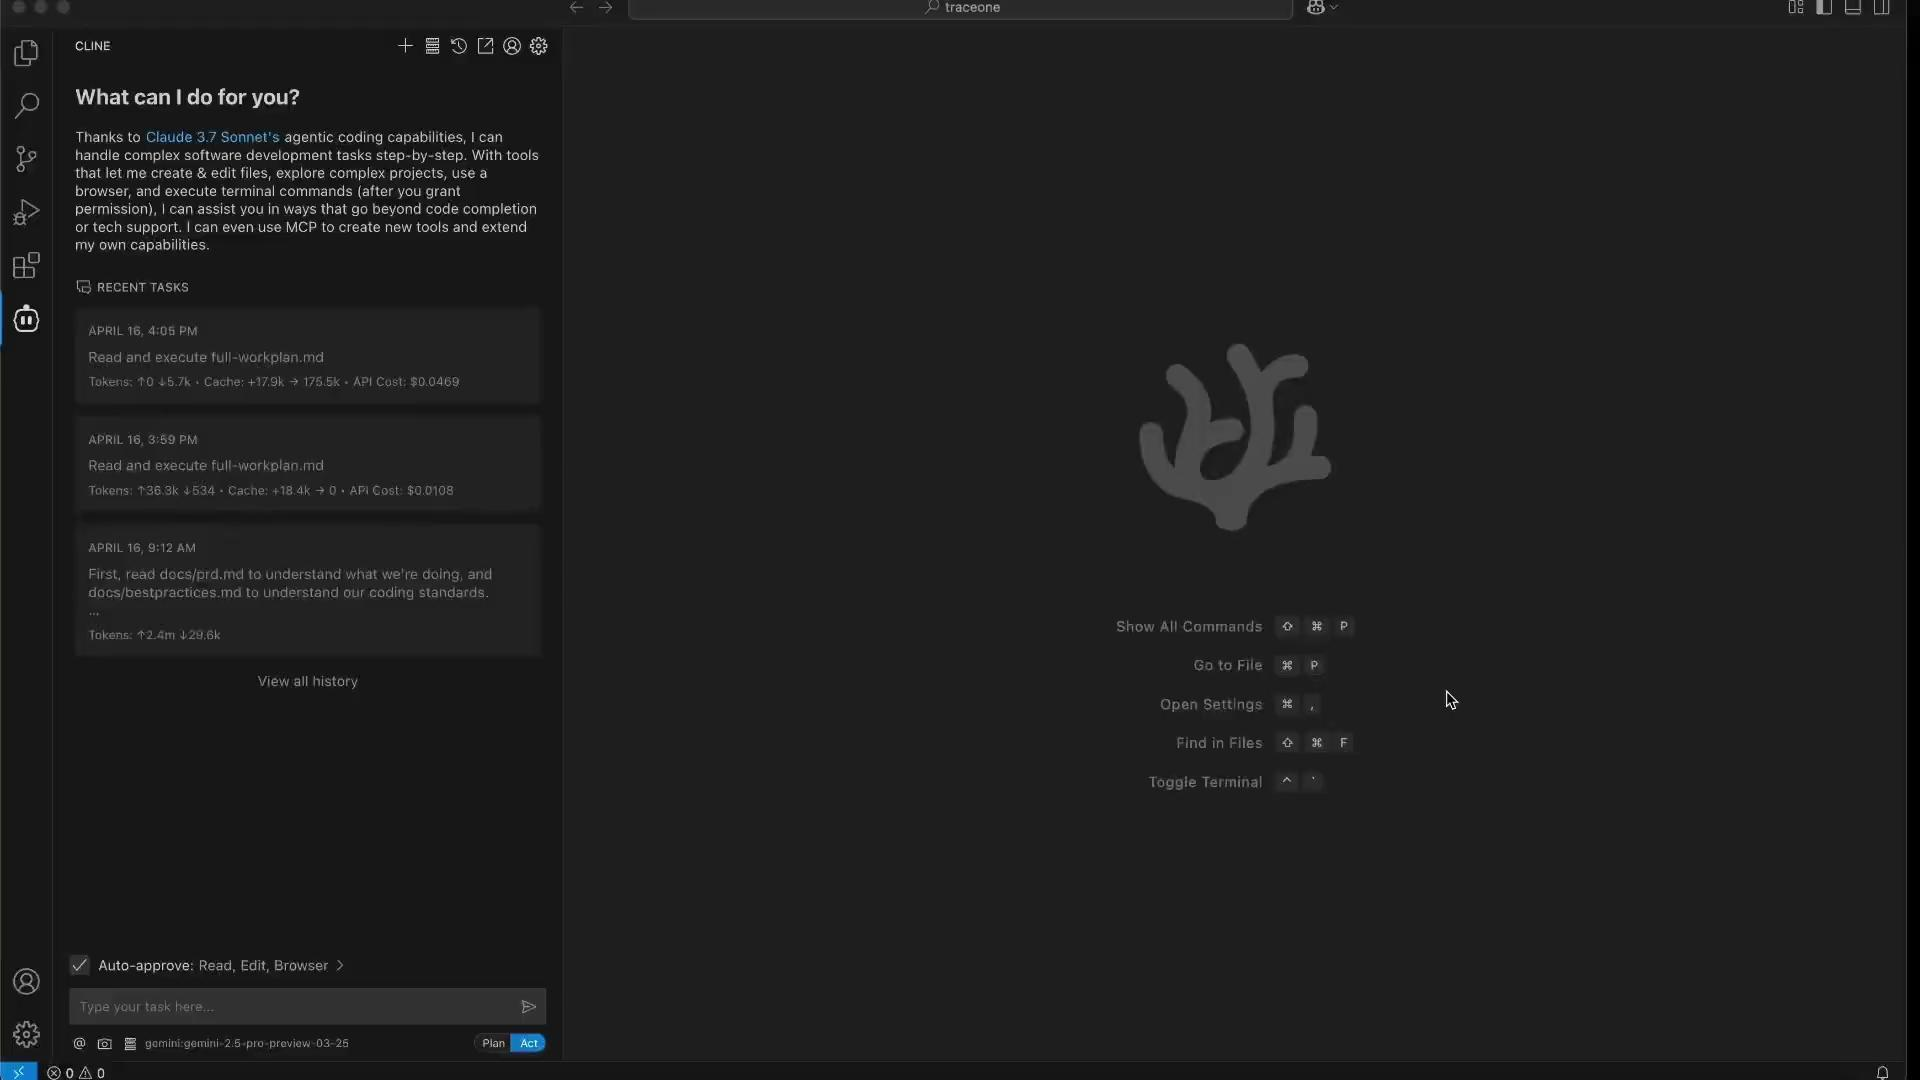 traceone
CLINE
What can I do for you?
Thanks to Claude 3.7 Sonnet's agentic coding capabilities, I can
handle complex software development tasks step-by-step. With tools
that let me create & edit files, explore complex projects, use a
browser, and execute terminal commands (after you grant
permission), I can assist you in ways that go beyond code completion
or tech support. I can even use MCP to create new tools and extend
my own capabilities.
RECENT TASKS
APRIL 16, 4:05 PM
Read and execute full-workplan.md
Tokens: ↑0 ↓5.7k • Cache: +17.9k → 175.5k • API Cost: $0.0469
APRIL 16, 3:59 PM
Read and execute full-workplan.md
Tokens: ↑36.3k ↓534 • Cache: +18.4k → 0 • API Cost: $0.0108
APRIL 16, 9:12 AM
First, read docs/prd.md to understand what we're doing, and
docs/bestpractices.md to understand our coding standards.
...
Tokens: ↑2.4m ↓29.6k
View all history
Show All Commands ⇧ ⌘ P
Go to File ⌘ P
Open Settings ⌘ ,
Find in Files ⇧ ⌘ F
Toggle Terminal ^ `
Auto-approve: Read, Edit, Browser >
Type your task here...
@ gemini:gemini-2.5-pro-preview-03-25 Plan Act
0 0